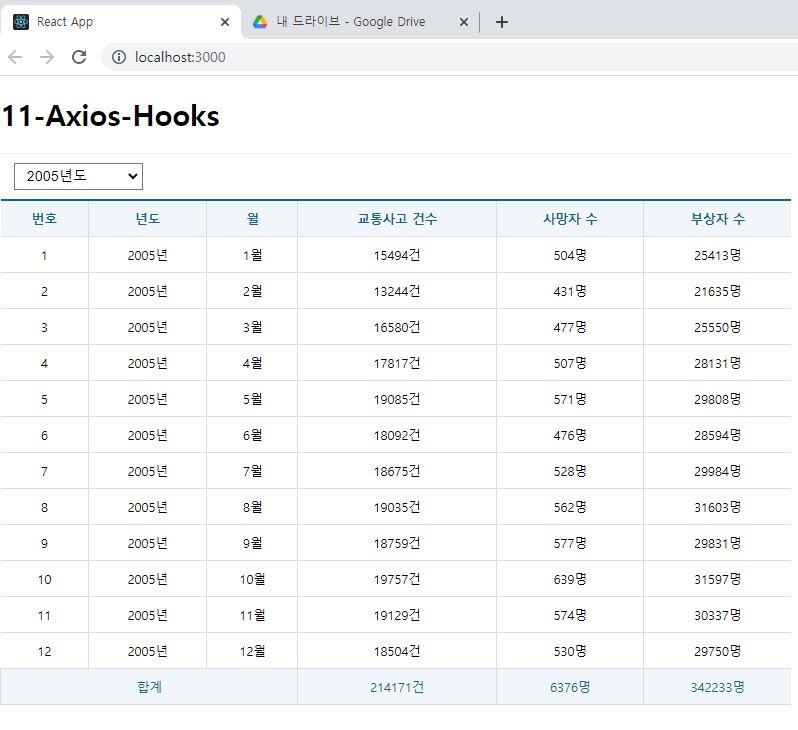 React App
내 드라이브 - Google Drive
localhost:3000
11-Axios-Hooks
2005년도
번호 년도 월 교통사고 건수 사망자 수 부상자 수
1 2005년 1월 15494건 504명 25413명
2 2005년 2월 13244건 431명 21635명
3 2005년 3월 16580건 477명 25550명
4 2005년 4월 17817건 507명 28131명
5 2005년 5월 19085건 571명 29808명
6 2005년 6월 18092건 476명 28594명
7 2005년 7월 18675건 528명 29984명
8 2005년 8월 19035건 562명 31603명
9 2005년 9월 18759건 577명 29831명
10 2005년 10월 19757건 639명 31597명
11 2005년 11월 19129건 574명 30337명
12 2005년 12월 18504건 530명 29750명
합계 214171건 6376명 342233명